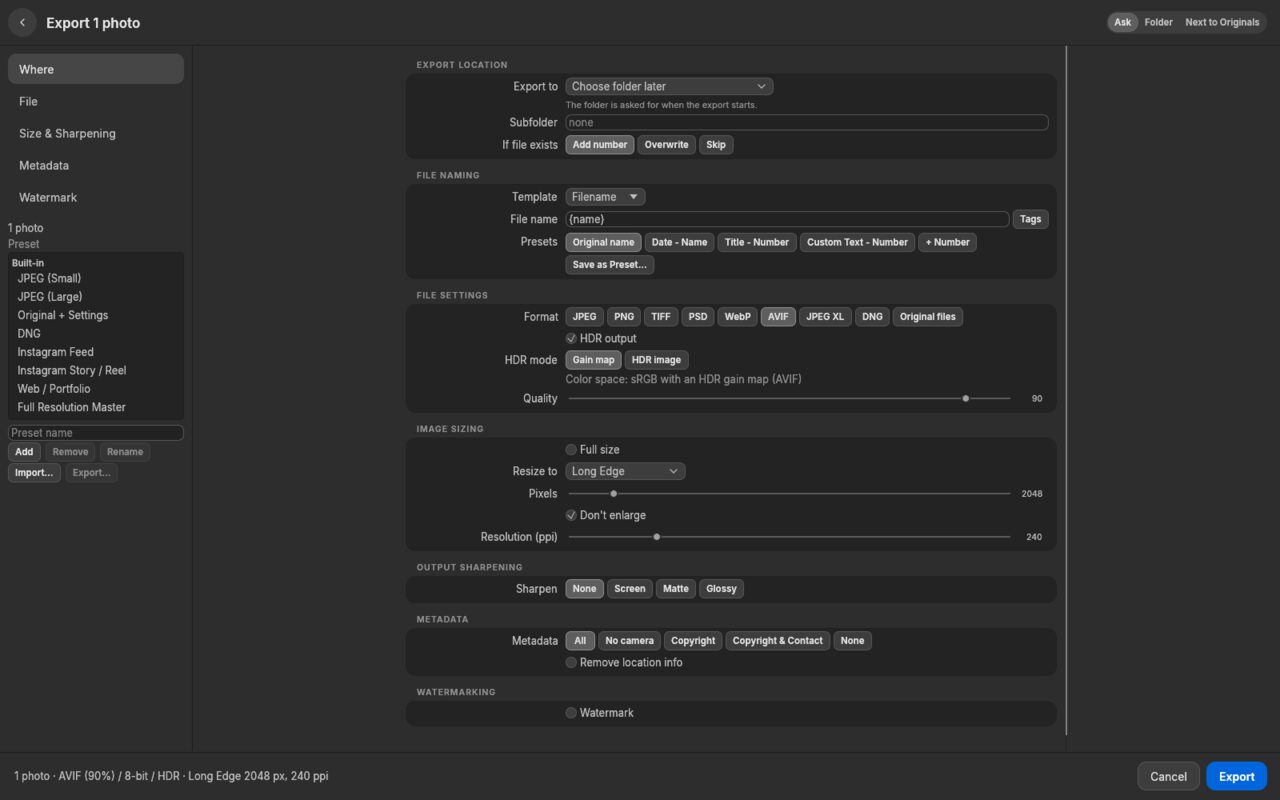 Export 1 photo
Ask Folder Next to Originals
Where
File
Size & Sharpening
Metadata
Watermark
1 photo
Preset
Built-in
JPEG (Small)
JPEG (Large)
Original + Settings
DNG
Instagram Feed
Instagram Story / Reel
Web / Portfolio
Full Resolution Master
Preset name
Add Remove Rename
Import... Export...
EXPORT LOCATION
Export to Choose folder later
The folder is asked for when the export starts.
Subfolder none
If file exists Add number Overwrite Skip
FILE NAMING
Template Filename
File name {name} Tags
Presets Original name Date - Name Title - Number Custom Text - Number + Number
Save as Preset...
FILE SETTINGS
Format JPEG PNG TIFF PSD WebP AVIF JPEG XL DNG Original files
HDR output
HDR mode Gain map HDR image
Color space: sRGB with an HDR gain map (AVIF)
Quality 90
IMAGE SIZING
Full size
Resize to Long Edge
Pixels 2048
Don't enlarge
Resolution (ppi) 240
OUTPUT SHARPENING
Sharpen None Screen Matte Glossy
METADATA
Metadata All No camera Copyright Copyright & Contact None
Remove location info
WATERMARKING
Watermark
1 photo · AVIF (90%) / 8-bit / HDR · Long Edge 2048 px, 240 ppi
Cancel Export